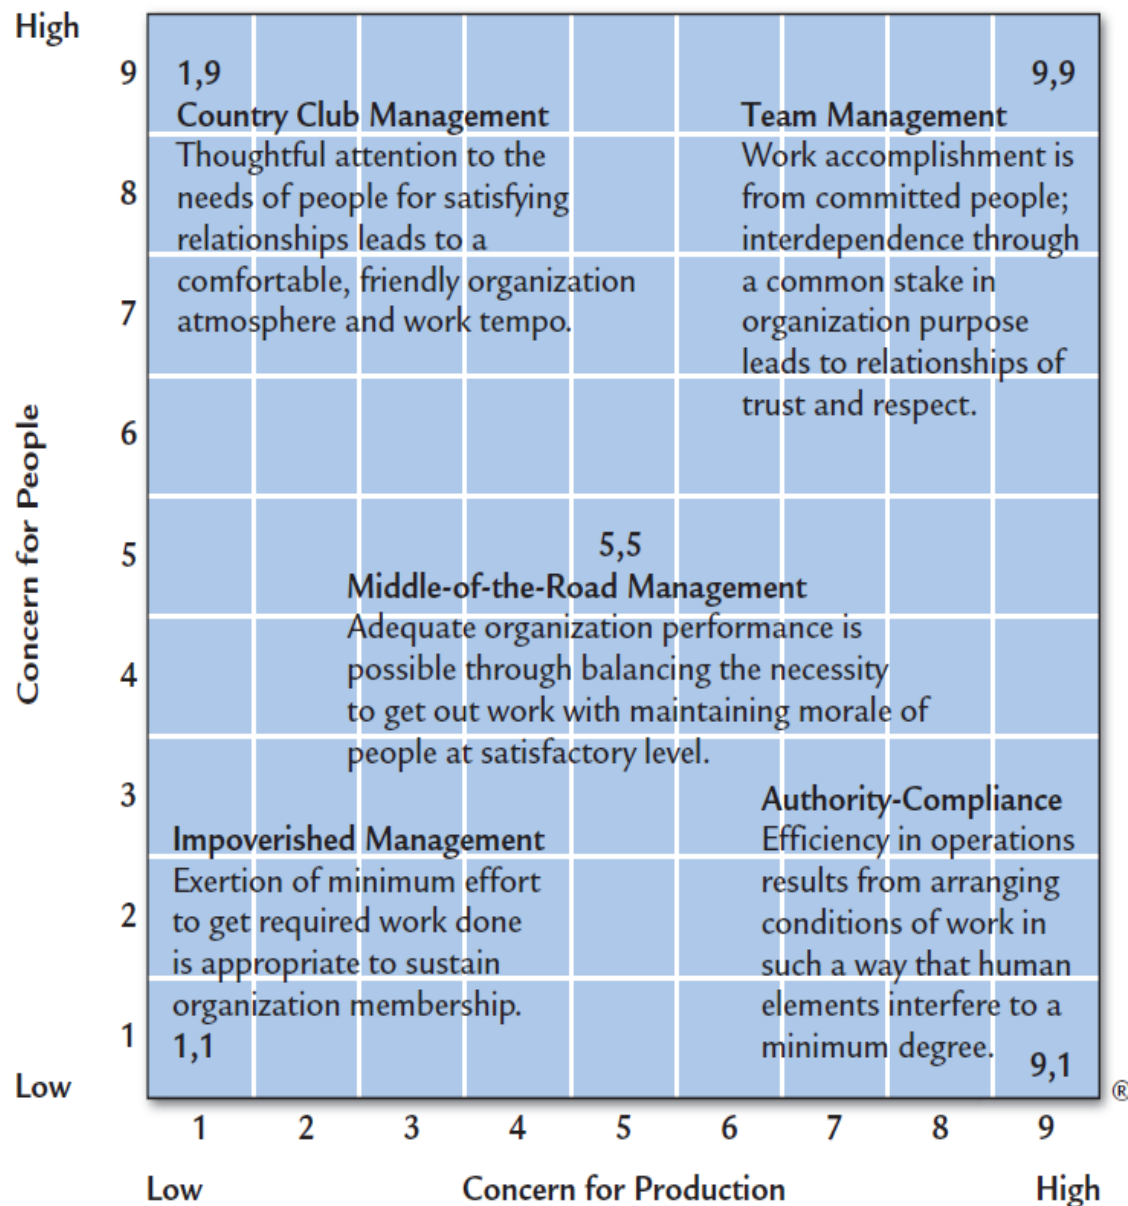 High
9
1,9
Country Club Management
Thoughtful attention to the
needs of people for satisfying
relationships leads to a
comfortable, friendly organization
atmosphere and work tempo.
9,9
Team Management
Work accomplishment is
from committed people;
interdependence through
a common stake in
organization purpose
leads to relationships of
trust and respect.
8
7
6
Concern for People
5
5,5
Middle-of-the-Road Management
Adequate organization performance is
possible through balancing the necessity
to get out work with maintaining morale of
people at satisfactory level.
4
3
Impoverished Management
Exertion of minimum effort
to get required work done
is appropriate to sustain
organization membership.
1,1
Authority-Compliance
Efficiency in operations
results from arranging
conditions of work in
such a way that human
elements interfere to a
minimum degree.
9,1
2
1
Low
®
1 2 3 4 5 6 7 8 9
Low Concern for Production High